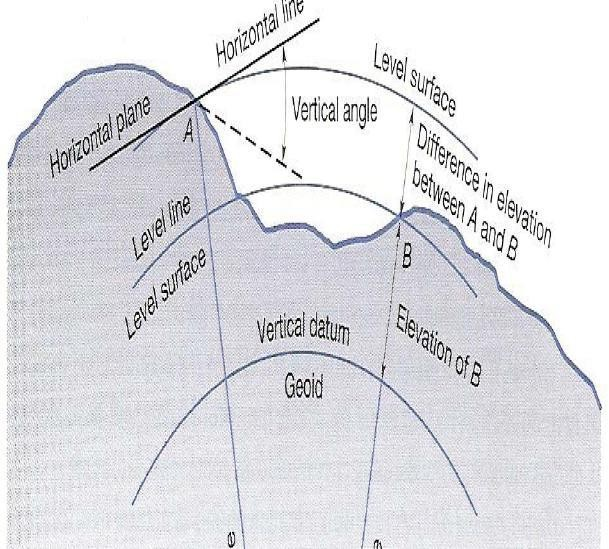 Horizontal line
Level surface
Horizontal plane
Vertical angle
A
Difference in elevation
between A and B
Level line
Level surface
B
Vertical datum
Elevation of B
Geoid
e
e